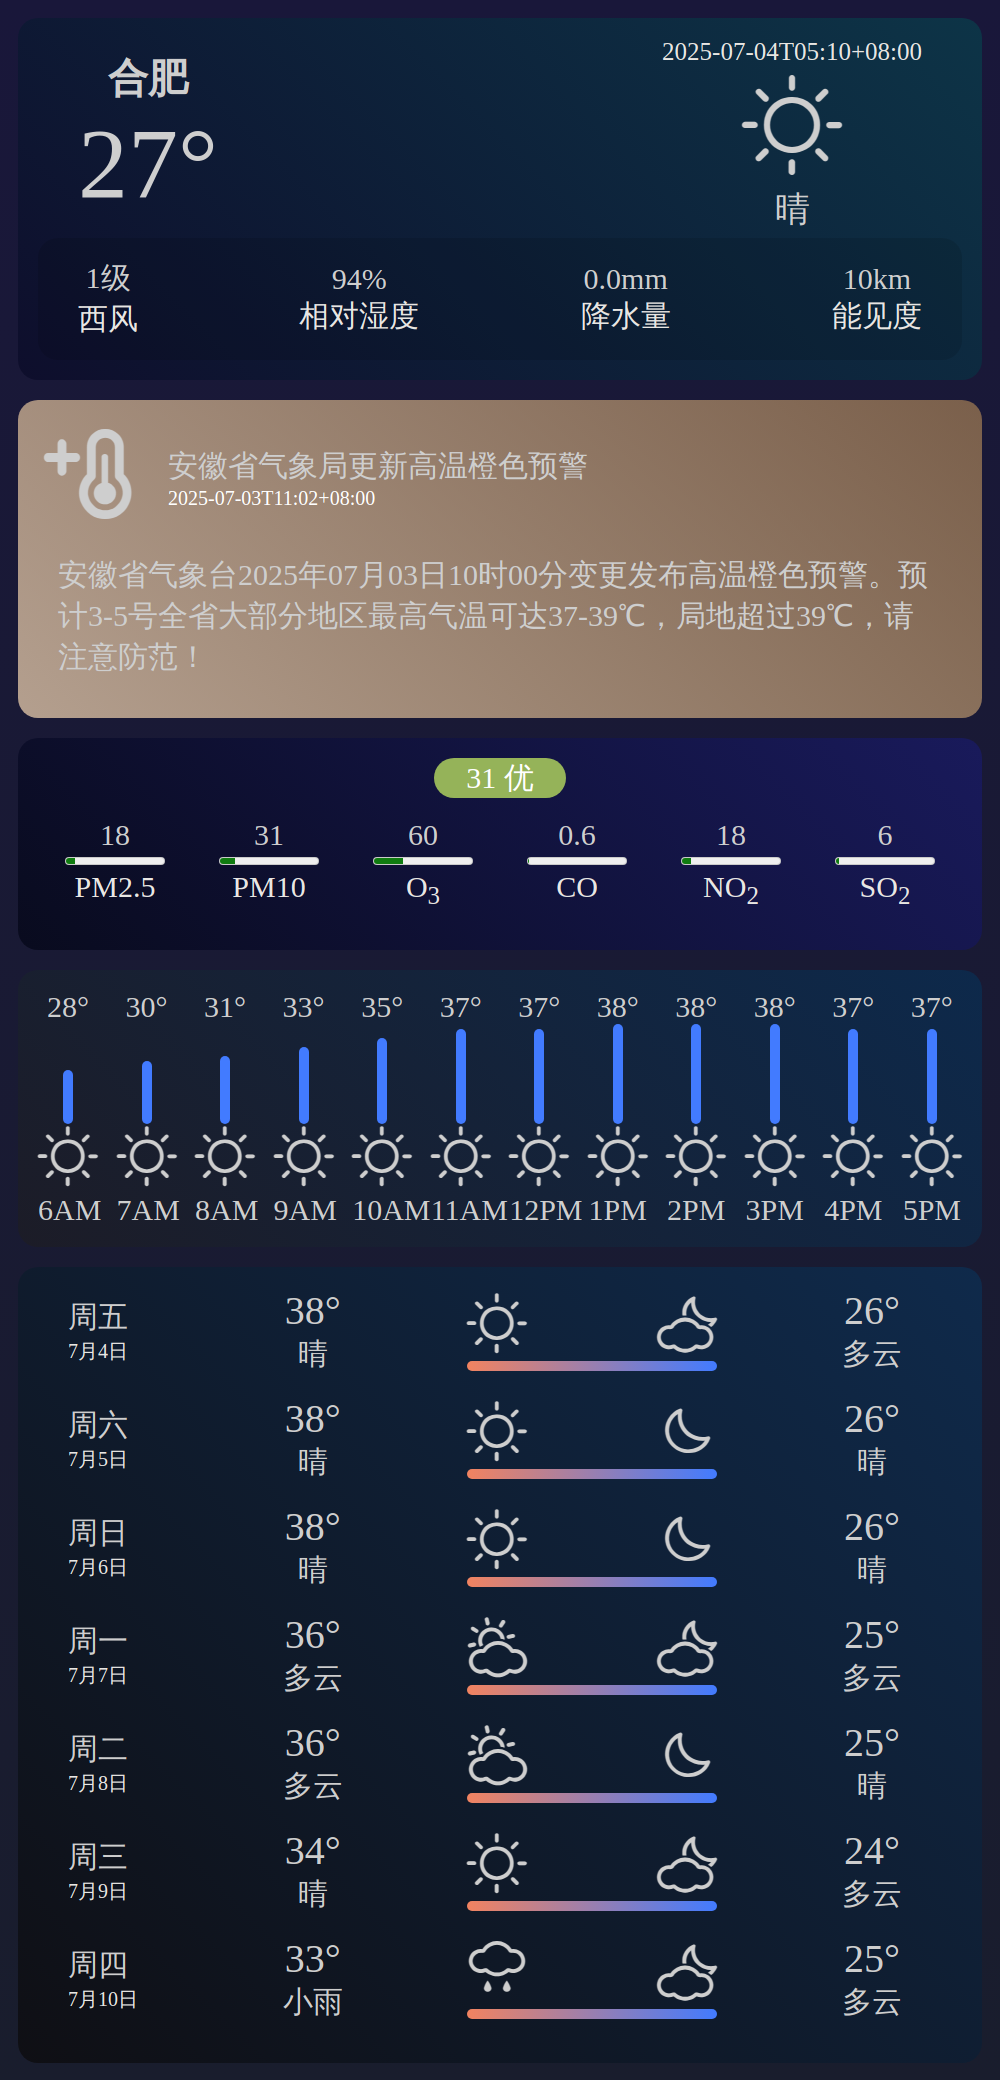 合肥
27°
2025-07-04T05:10+08:00
晴
1级 94% 0.0mm 10km
西风 相对湿度 降水量 能见度
安徽省气象局更新高温橙色预警
2025-07-03T11:02+08:00
安徽省气象台2025年07月03日10时00分变更发布高温橙色预警。预
计3-5号全省大部分地区最高气温可达37-39℃，局地超过39℃，请
注意防范！
31 优
18 31 60 0.6 18 6
PM2.5 PM10 O3 CO NO2 SO2
28° 30° 31° 33° 35° 37° 37° 38° 38° 38° 37° 37°
6AM 7AM 8AM 9AM 10AM 11AM 12PM 1PM 2PM 3PM 4PM 5PM
周五 38° 26°
7月4日 晴 多云
周六 38° 26°
7月5日 晴 晴
周日 38° 26°
7月6日 晴 晴
周一 36° 25°
7月7日 多云 多云
周二 36° 25°
7月8日 多云 晴
周三 34° 24°
7月9日 晴 多云
周四 33° 25°
7月10日 小雨 多云